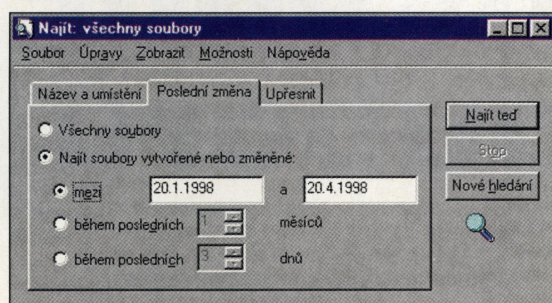 Najít: všechny soubory
Soubor Úpravy Zobrazit Možnosti Nápověda
Název a umístění Poslední změna Upřesnit
Najít teď
Všechny soubory
Stop
Najít soubory vytvořené nebo změněné:
Nové hledání
mezi 20.1.1998 a 20.4.1998
během posledních 1 měsíců
během posledních 3 dnů